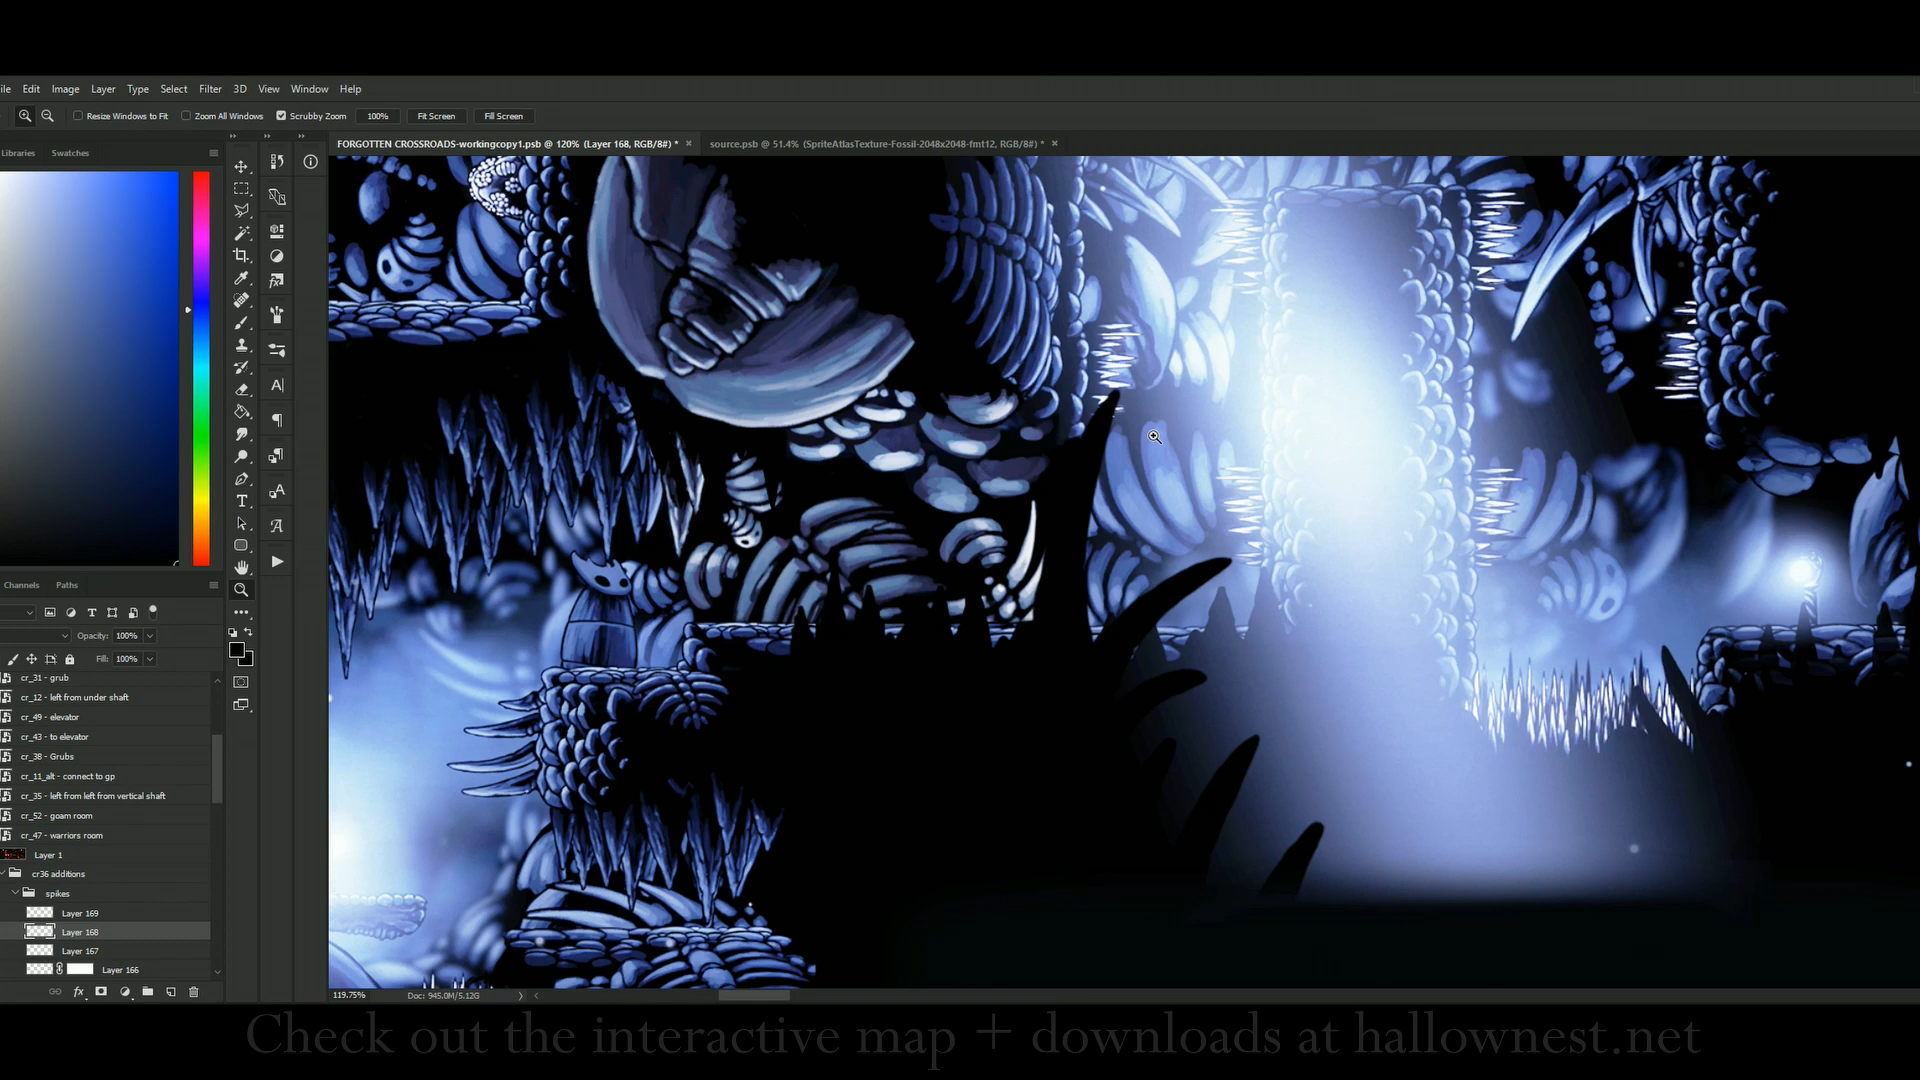 ile Edit Image Layer Type Select Filter 3D View Window Help
Resize Windows to Fit Zoom All Windows Scrubby Zoom 100% Fit Screen Fill Screen
FORGOTTEN CROSSROADS-workingcopy1.psb @ 120% (Layer 168, RGB/8#) * × source.psb @ 51.4% (SpriteAtlasTexture-Fossil-2048x2048-fmt12, RGB/8#) * ×
Libraries Swatches
Channels Paths
Opacity: 100%
Fill: 100%
cr_31 - grub
cr_12 - left from under shaft
cr_49 - elevator
cr_43 - to elevator
cr_38 - Grubs
cr_11_alt - connect to gp
cr_35 - left from left from vertical shaft
cr_52 - goam room
cr_47 - warriors room
Layer 1
cr36 additions
spikes
Layer 169
Layer 168
Layer 167
Layer 166
119.75% Doc: 945.0M/5.12G
Check out the interactive map + downloads at hallownest.net